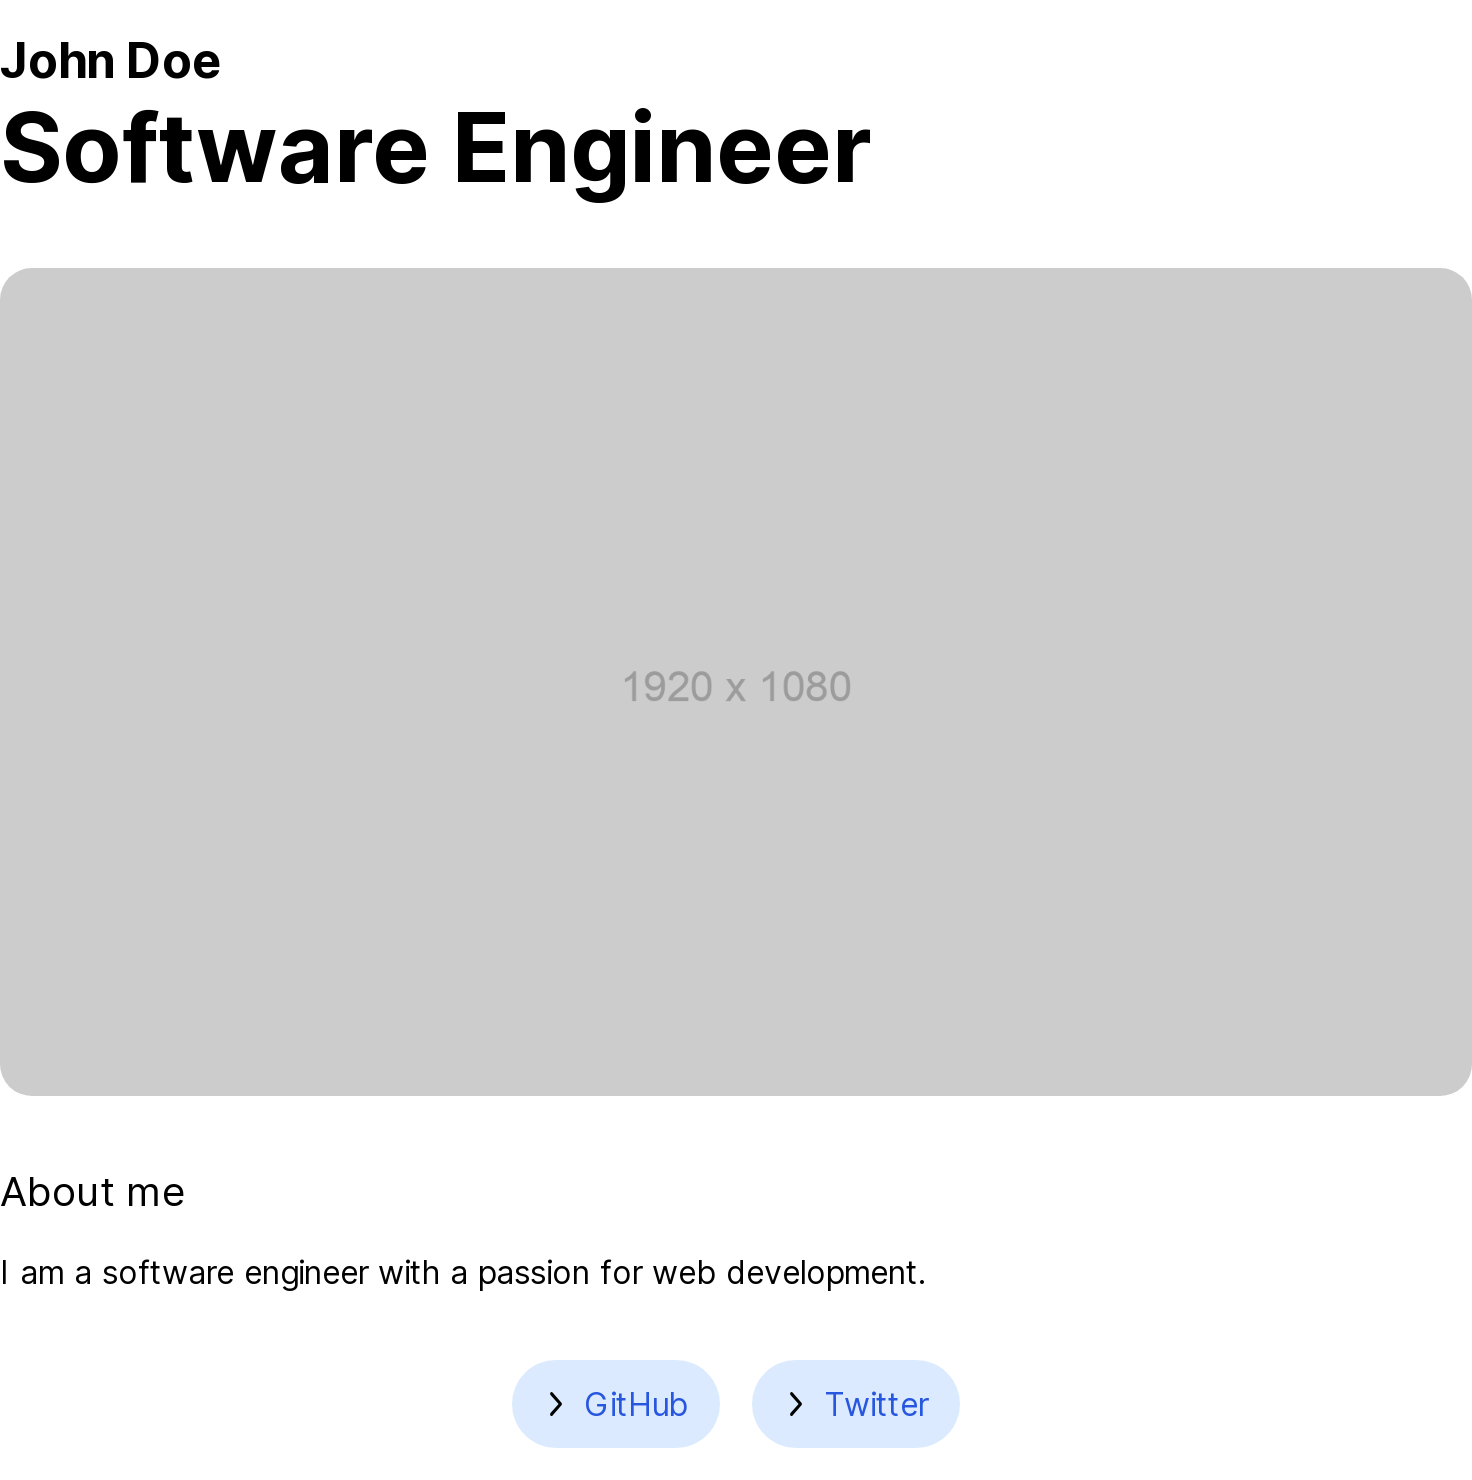 John Doe
Software Engineer
1920 x 1080
About me
I am a software engineer with a passion for web development.
GitHub
Twitter